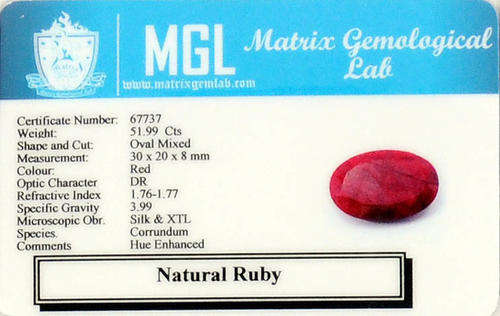 MGL
Matrix Gemological
Lab
www.matrixgemlab.com
Certificate Number: 67737
Weight: 51.99 Cts
Shape and Cut: Oval Mixed
Measurement: 30 x 20 x 8 mm
Colour: Red
Optic Character DR
Refractive Index 1.76-1.77
Specific Gravity 3.99
Microscopic Obr. Silk & XTL
Species. Corrundum
Comments Hue Enhanced
Natural Ruby